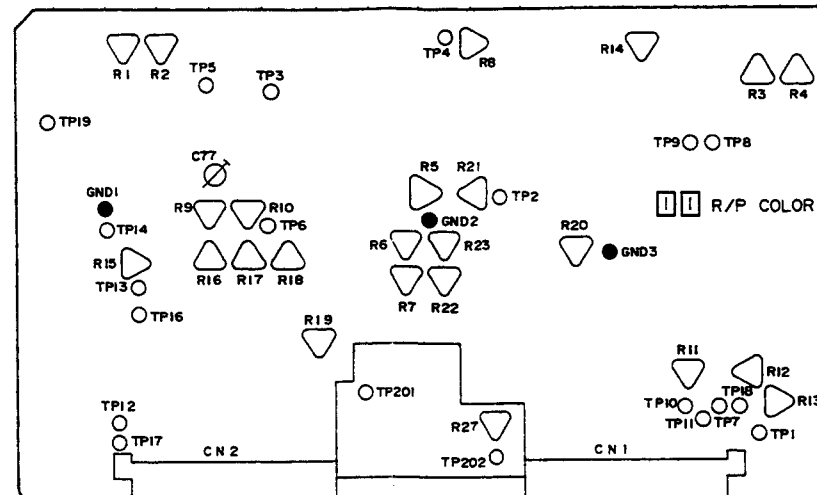 R1
R2
TP5
TP3
TP4
R8
R14
R3
R4
TP19
TP9
TP8
C77
GND1
TP14
R9
R10
TP6
R5
R21
TP2
GND2
R/P COLOR
R20
GND3
R15
TP13
TP16
R16
R17
R18
R6
R23
R7
R22
R19
R11
R12
TP18
R13
TP10
TP11
TP7
TP1
TP201
TP12
TP17
R27
TP202
CN2
CN1